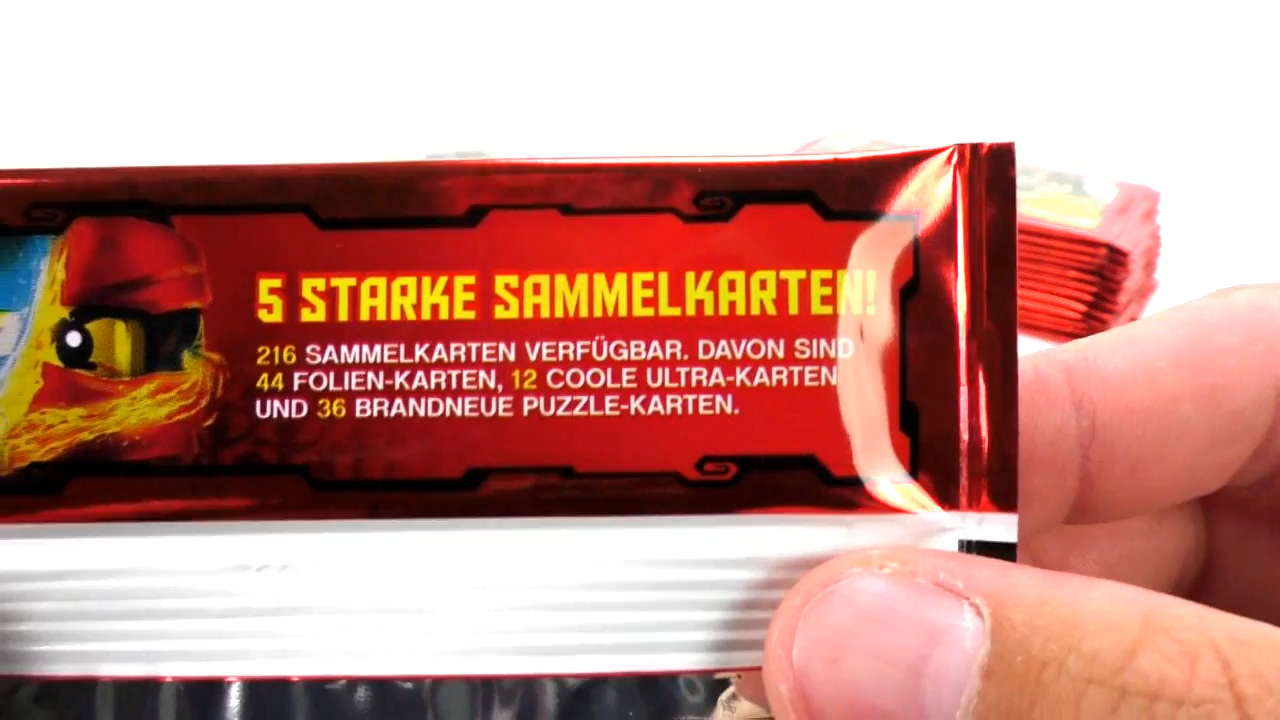 5 STARKE SAMMELKARTEN!
216 SAMMELKARTEN VERFÜGBAR. DAVON SIND
44 FOLIEN-KARTEN, 12 COOLE ULTRA-KARTEN
UND 36 BRANDNEUE PUZZLE-KARTEN.